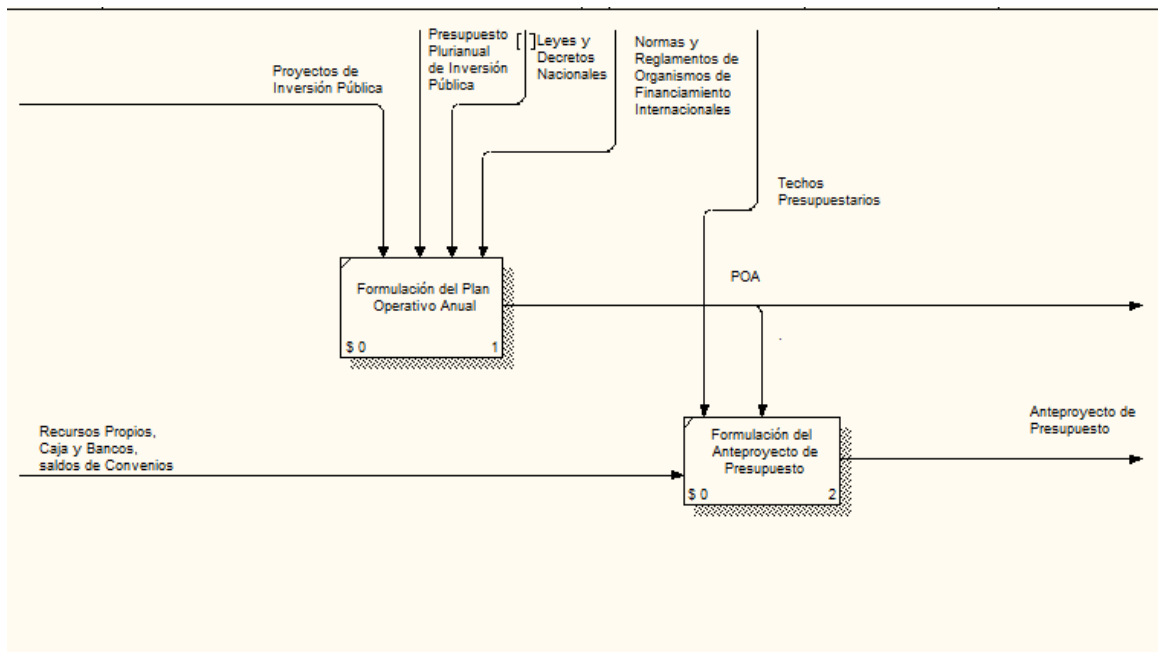 Presupuesto
Plurianual
de Inversión
Pública
[ ] Leyes y
Decretos
Nacionales
Normas y
Reglamentos de
Organismos de
Financiamiento
Internacionales
Proyectos de
Inversión Pública
Techos
Presupuestarios
Formulación del Plan
Operativo Anual
$ 0 1
POA
Recursos Propios,
Caja y Bancos,
saldos de Convenios
Formulación del
Anteproyecto de
Presupuesto
$ 0 2
Anteproyecto de
Presupuesto